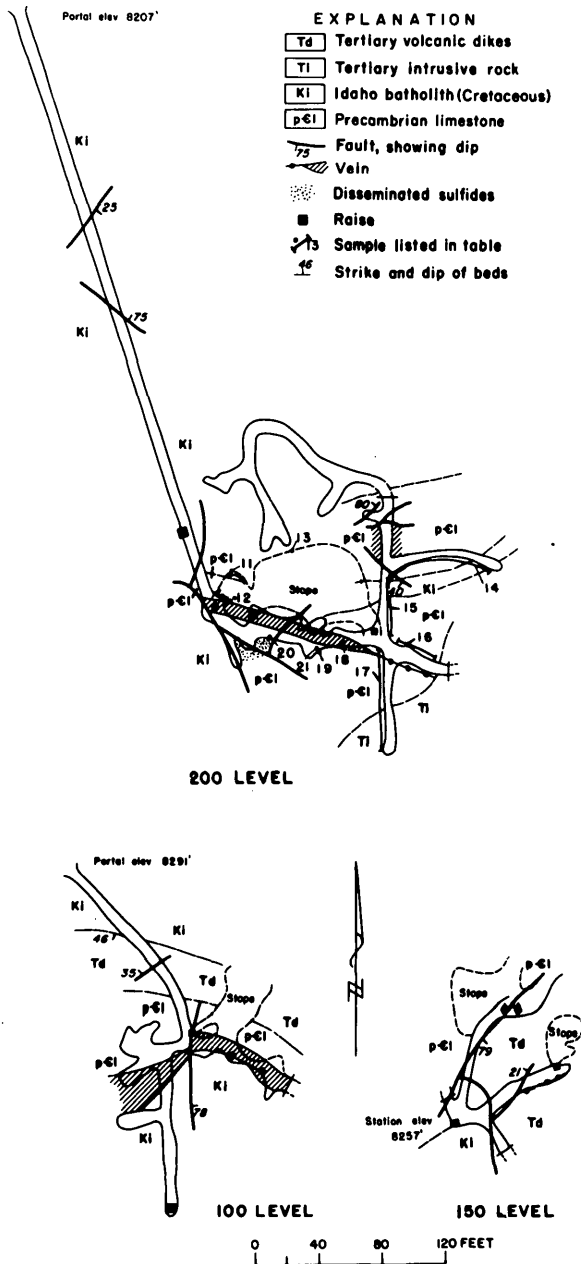 Portal elev 8207'
EXPLANATION
Td Tertiary volcanic dikes
TI Tertiary intrusive rock
Ki Idaho batholith (Cretaceous)
p€l Precambrian limestone
75 Fault, showing dip
Vein
Disseminated sulfides
Raise
13 Sample listed in table
46 Strike and dip of beds
Ki
25
75
Ki
Ki
80
p€l
p€l
p€l
11
13
Stope
Ki
14
40
p€l
12
15
p€l
16
Ki
20
21
19
18
17
p€l
p€l
TI
TI
200 LEVEL
Portal elev 8291'
Ki
Ki
46
Td
35
Td
Stope
Td
p€l
p€l
Ki
78
Ki
100 LEVEL
N
p€l
Stope
p€l
79
Td
21
Td
Station elev
8257'
Ki
150 LEVEL
0 40 80 120 FEET